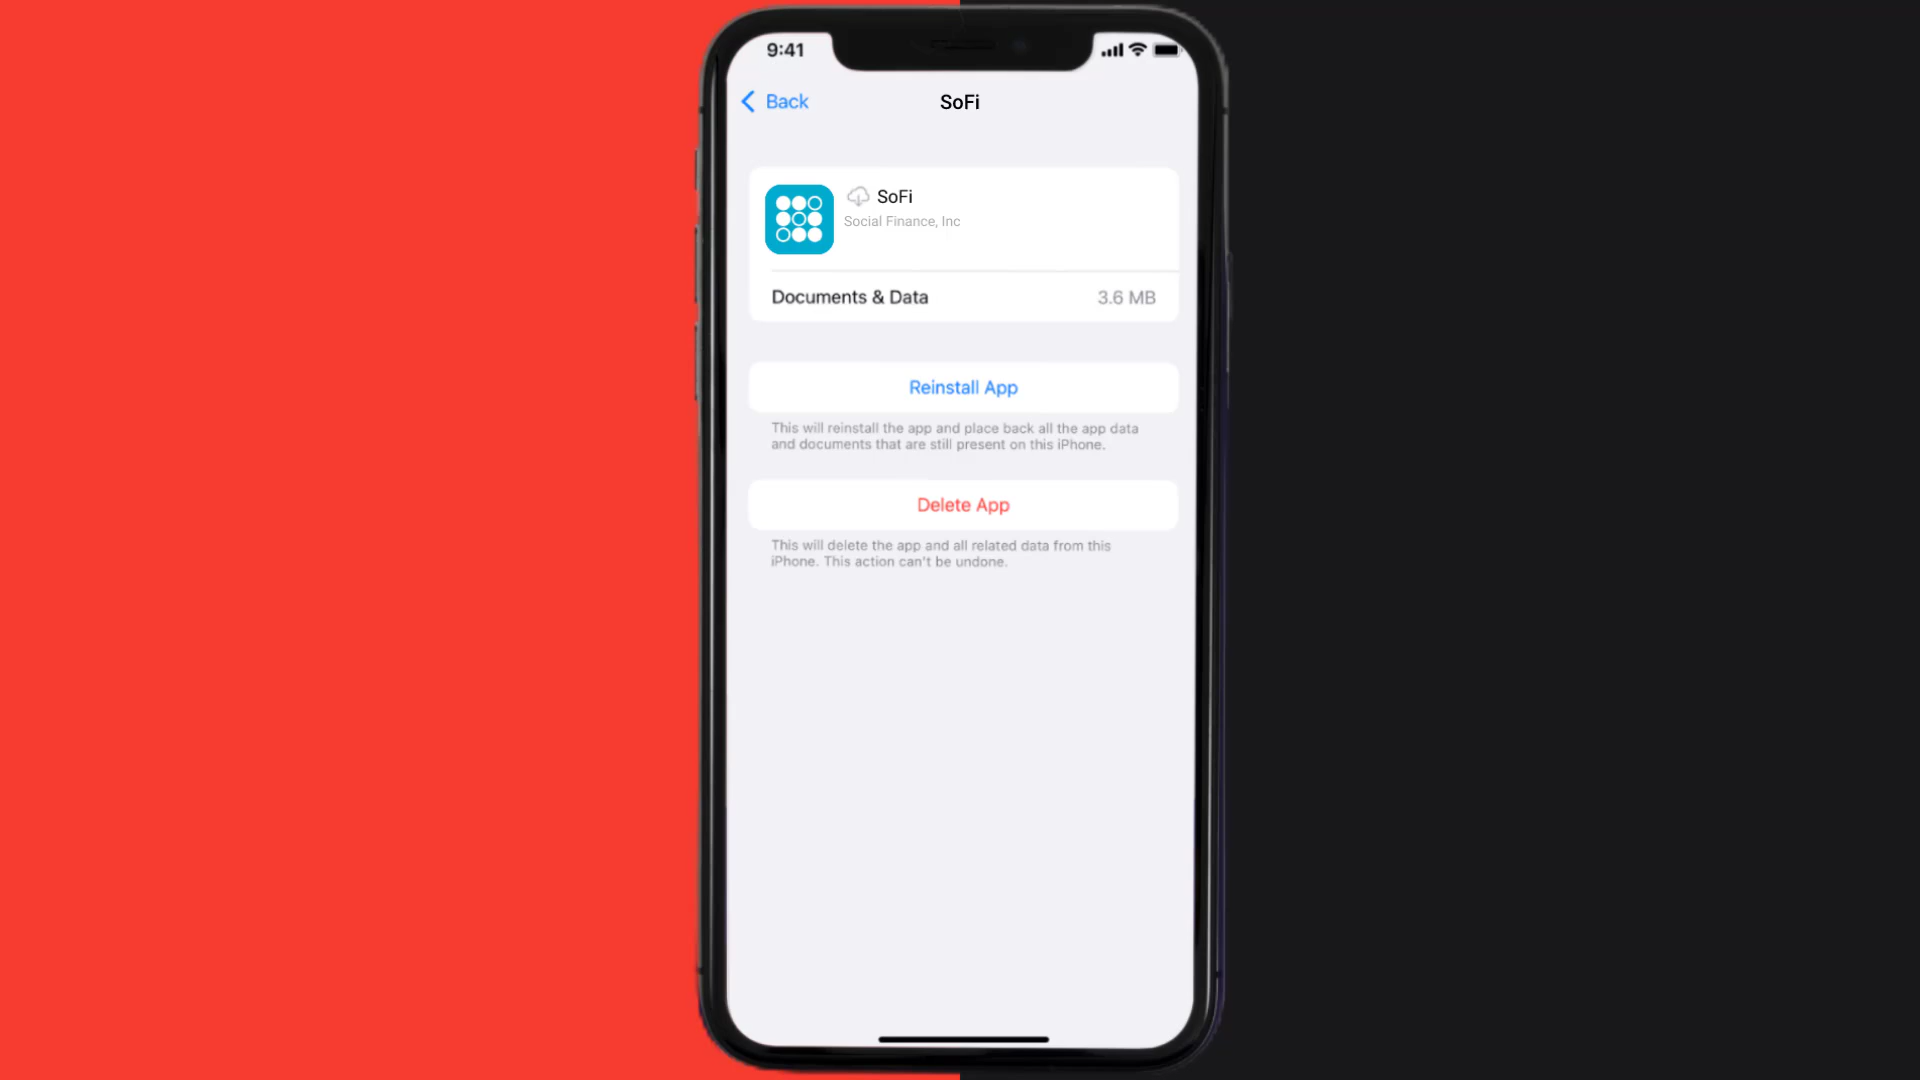 9:41
Back
SoFi
SoFi
Social Finance, Inc
Documents & Data
3.6 MB
Reinstall App
This will reinstall the app and place back all the app data
and documents that are still present on this iPhone.
Delete App
This will delete the app and all related data from this
iPhone. This action can't be undone.